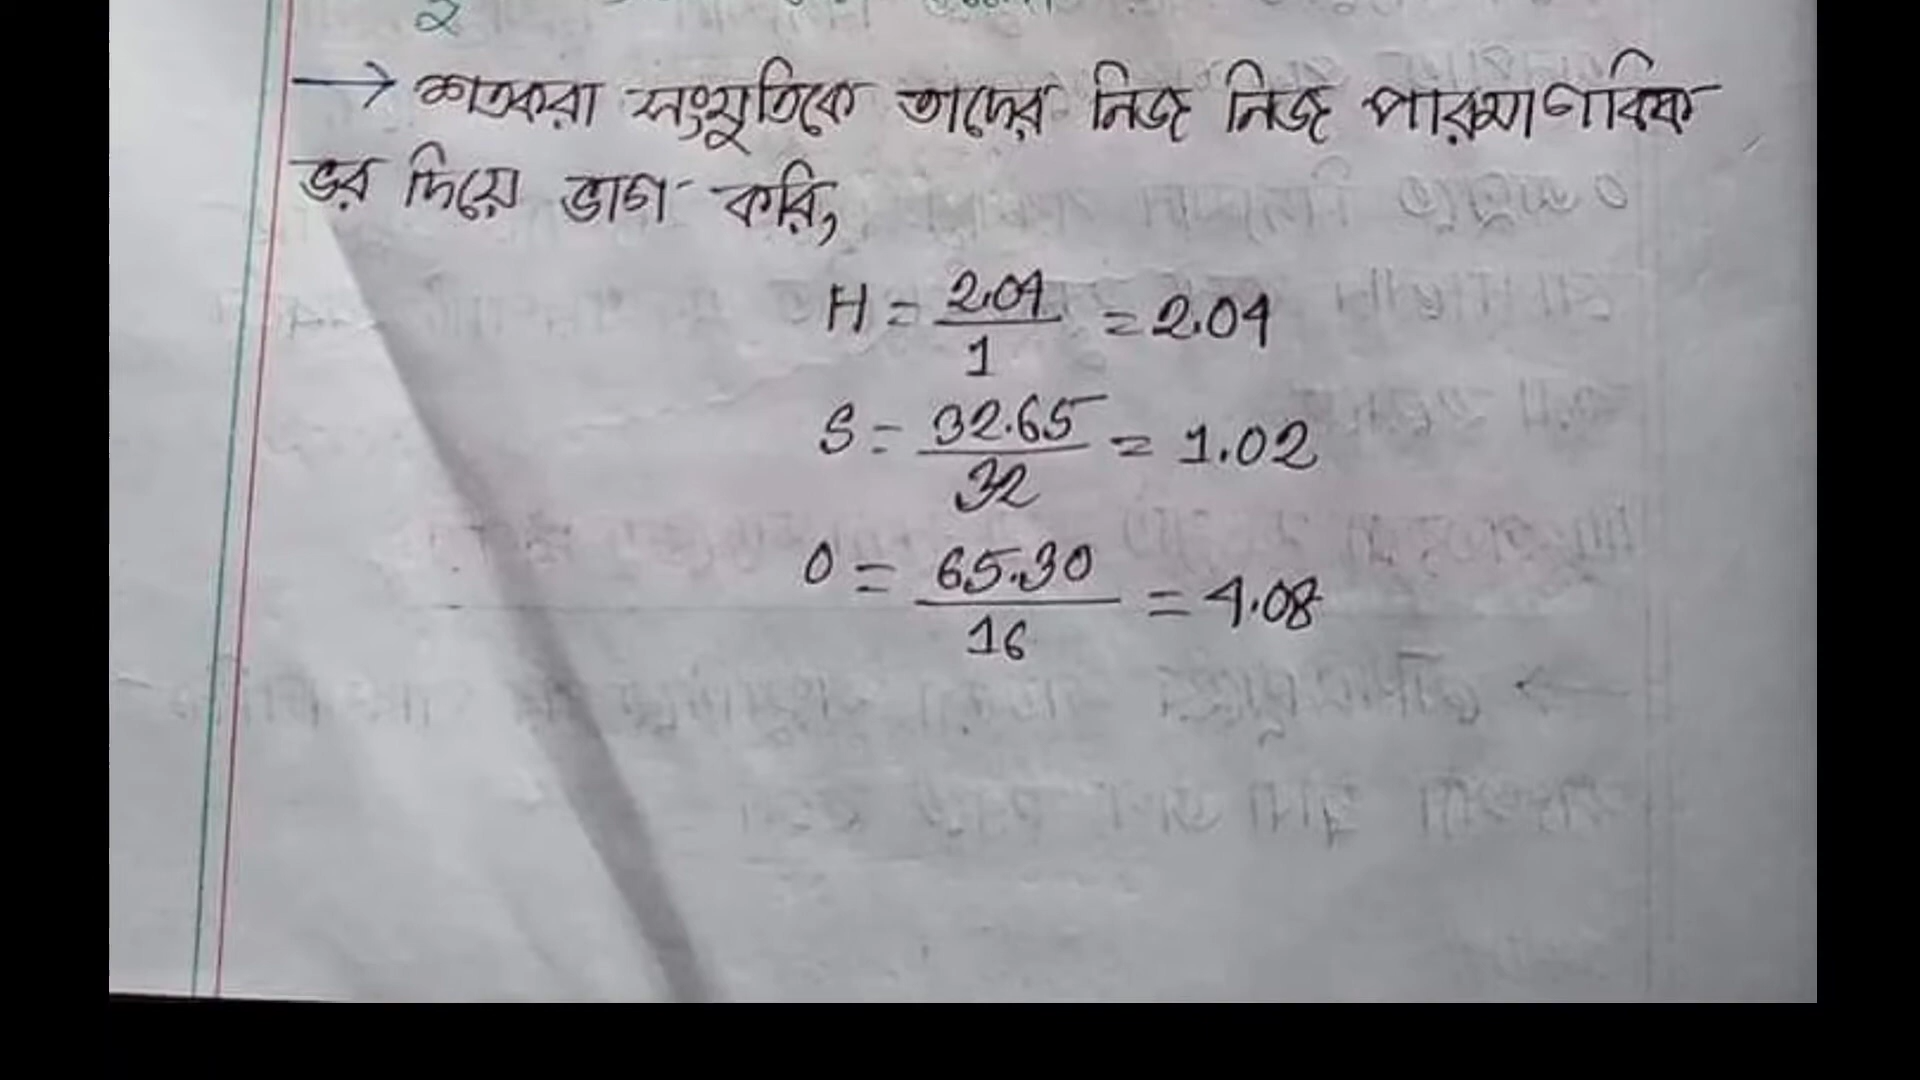 → শতকরা সংযুতিকে তাদের নিজ নিজ পারমাণবিক
ভর দিয়ে ভাগ করি,
H = 2.04/1 = 2.04
S = 32.65/32 = 1.02
O = 65.30/16 = 4.08